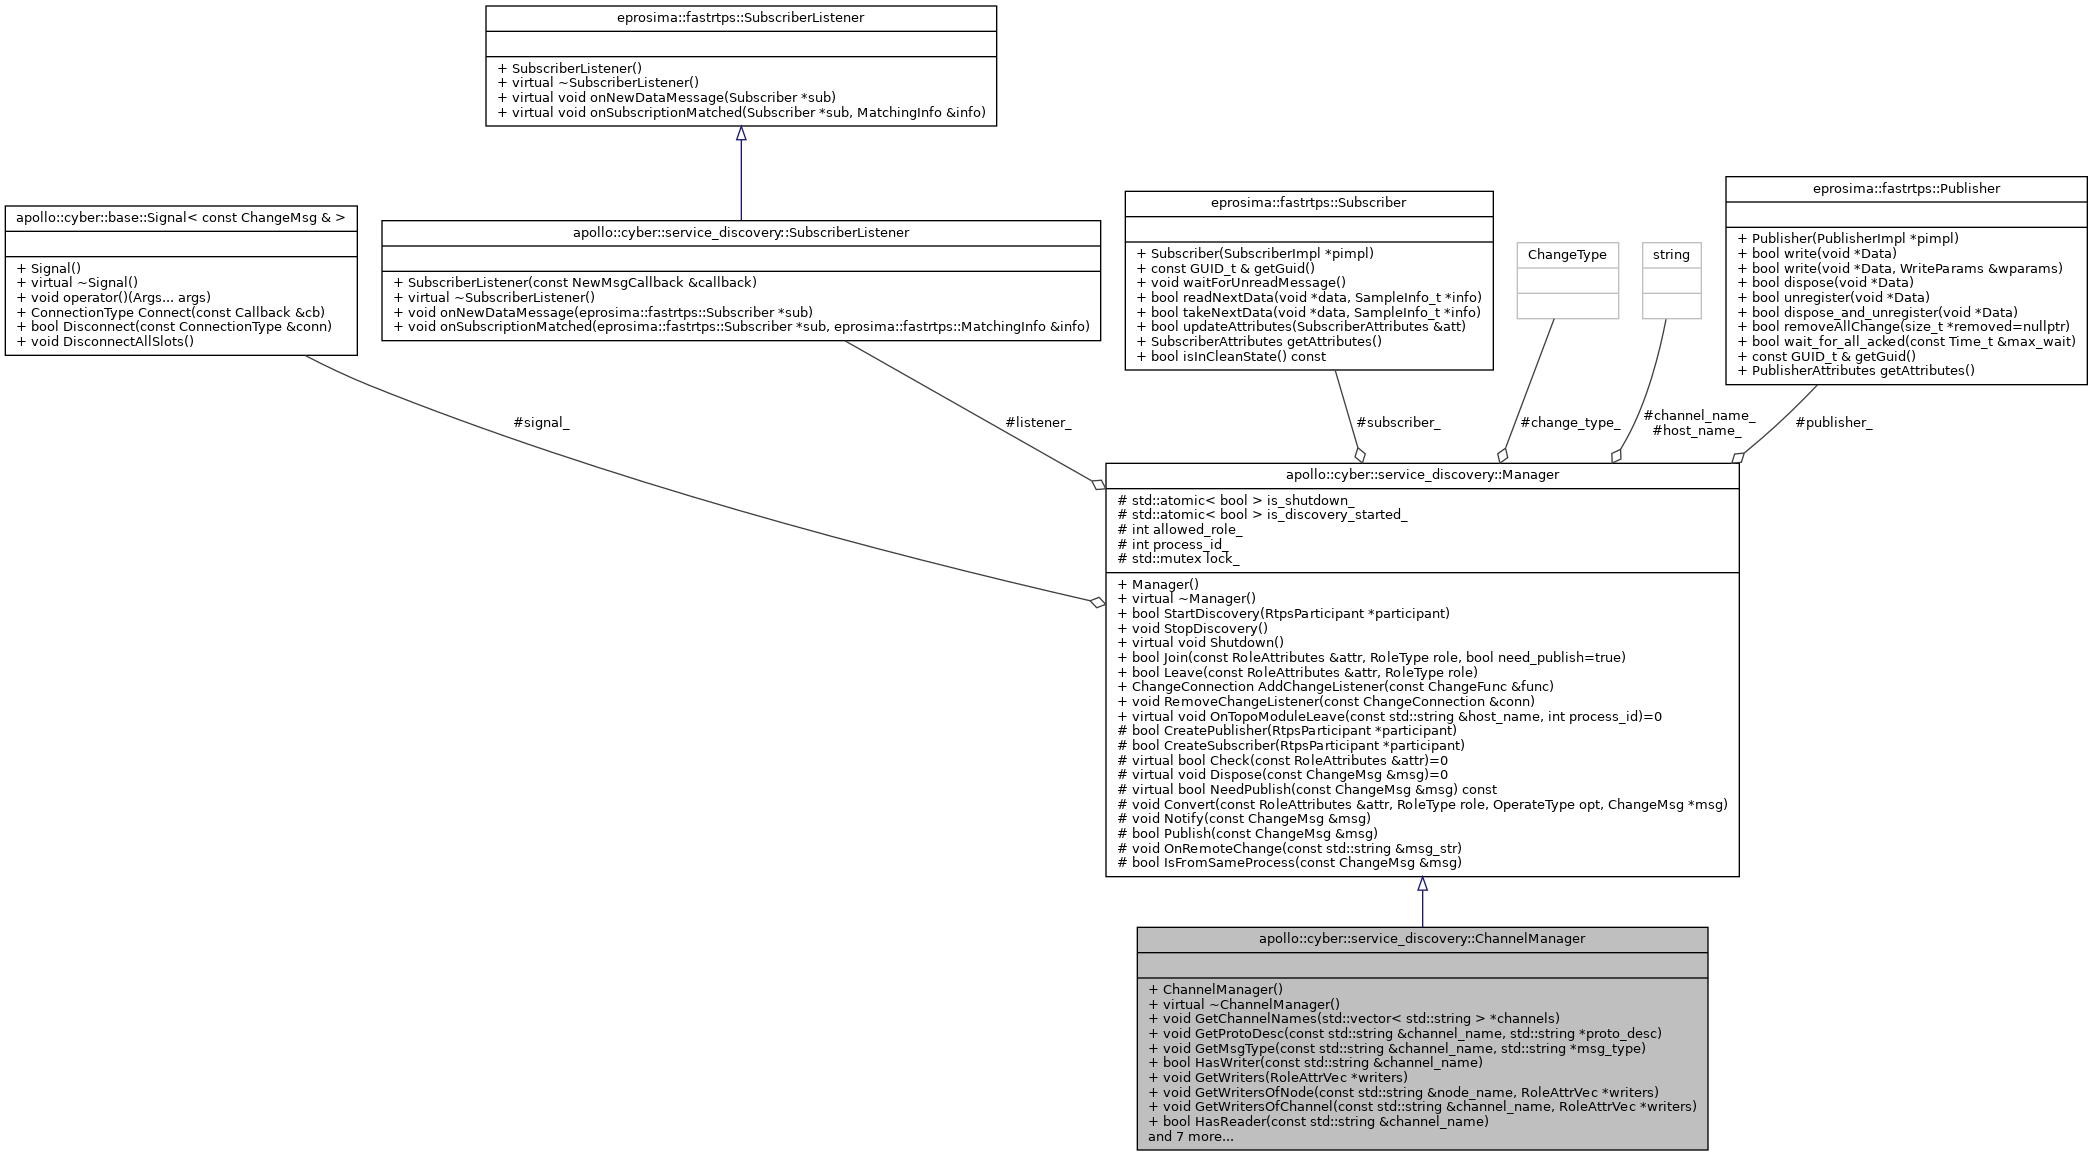 eprosima::fastrtps::SubscriberListener
+ SubscriberListener()
+ virtual ~SubscriberListener()
+ virtual void onNewDataMessage(Subscriber *sub)
+ virtual void onSubscriptionMatched(Subscriber *sub, MatchingInfo &info)
apollo::cyber::base::Signal< const ChangeMsg & >
+ Signal()
+ virtual ~Signal()
+ void operator()(Args... args)
+ ConnectionType Connect(const Callback &cb)
+ bool Disconnect(const ConnectionType &conn)
+ void DisconnectAllSlots()
apollo::cyber::service_discovery::SubscriberListener
+ SubscriberListener(const NewMsgCallback &callback)
+ virtual ~SubscriberListener()
+ void onNewDataMessage(eprosima::fastrtps::Subscriber *sub)
+ void onSubscriptionMatched(eprosima::fastrtps::Subscriber *sub, eprosima::fastrtps::MatchingInfo &info)
eprosima::fastrtps::Subscriber
+ Subscriber(SubscriberImpl *pimpl)
+ const GUID_t & getGuid()
+ void waitForUnreadMessage()
+ bool readNextData(void *data, SampleInfo_t *info)
+ bool takeNextData(void *data, SampleInfo_t *info)
+ bool updateAttributes(SubscriberAttributes &att)
+ SubscriberAttributes getAttributes()
+ bool isInCleanState() const
ChangeType
string
eprosima::fastrtps::Publisher
+ Publisher(PublisherImpl *pimpl)
+ bool write(void *Data)
+ bool write(void *Data, WriteParams &wparams)
+ bool dispose(void *Data)
+ bool unregister(void *Data)
+ bool dispose_and_unregister(void *Data)
+ bool removeAllChange(size_t *removed=nullptr)
+ bool wait_for_all_acked(const Time_t &max_wait)
+ const GUID_t & getGuid()
+ PublisherAttributes getAttributes()
#signal_
#listener_
#subscriber_
#change_type_
#channel_name_
#host_name_
#publisher_
apollo::cyber::service_discovery::Manager
# std::atomic< bool > is_shutdown_
# std::atomic< bool > is_discovery_started_
# int allowed_role_
# int process_id_
# std::mutex lock_
+ Manager()
+ virtual ~Manager()
+ bool StartDiscovery(RtpsParticipant *participant)
+ void StopDiscovery()
+ virtual void Shutdown()
+ bool Join(const RoleAttributes &attr, RoleType role, bool need_publish=true)
+ bool Leave(const RoleAttributes &attr, RoleType role)
+ ChangeConnection AddChangeListener(const ChangeFunc &func)
+ void RemoveChangeListener(const ChangeConnection &conn)
+ virtual void OnTopoModuleLeave(const std::string &host_name, int process_id)=0
# bool CreatePublisher(RtpsParticipant *participant)
# bool CreateSubscriber(RtpsParticipant *participant)
# virtual bool Check(const RoleAttributes &attr)=0
# virtual void Dispose(const ChangeMsg &msg)=0
# virtual bool NeedPublish(const ChangeMsg &msg) const
# void Convert(const RoleAttributes &attr, RoleType role, OperateType opt, ChangeMsg *msg)
# void Notify(const ChangeMsg &msg)
# bool Publish(const ChangeMsg &msg)
# void OnRemoteChange(const std::string &msg_str)
# bool IsFromSameProcess(const ChangeMsg &msg)
apollo::cyber::service_discovery::ChannelManager
+ ChannelManager()
+ virtual ~ChannelManager()
+ void GetChannelNames(std::vector< std::string > *channels)
+ void GetProtoDesc(const std::string &channel_name, std::string *proto_desc)
+ void GetMsgType(const std::string &channel_name, std::string *msg_type)
+ bool HasWriter(const std::string &channel_name)
+ void GetWriters(RoleAttrVec *writers)
+ void GetWritersOfNode(const std::string &node_name, RoleAttrVec *writers)
+ void GetWritersOfChannel(const std::string &channel_name, RoleAttrVec *writers)
+ bool HasReader(const std::string &channel_name)
and 7 more...